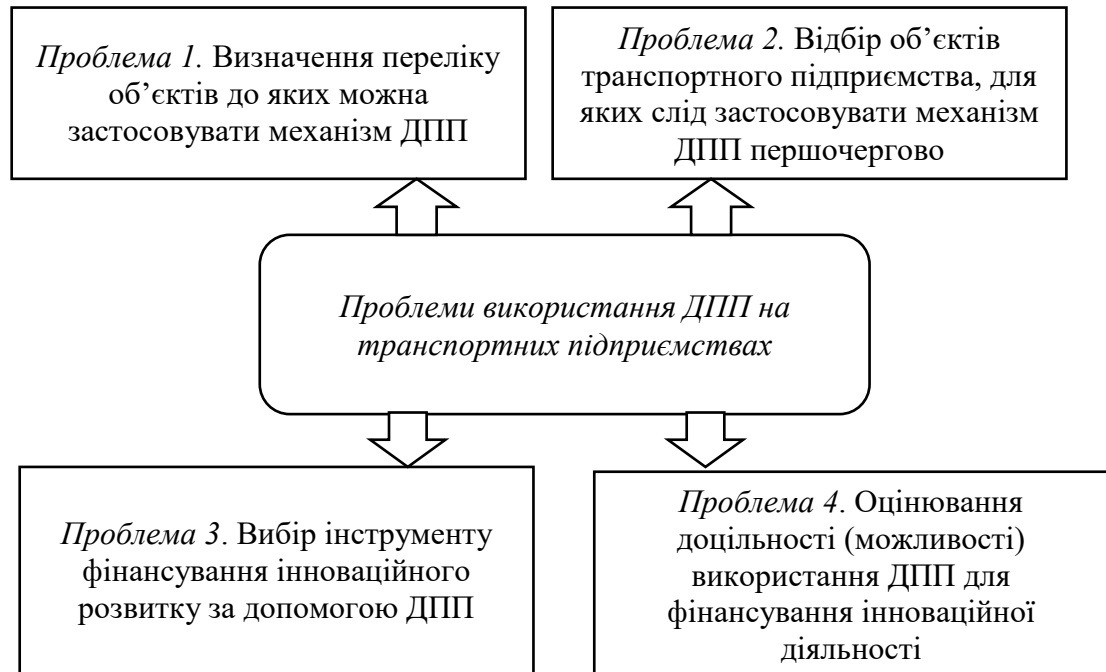 Проблема 1. Визначення переліку
об’єктів до яких можна
застосовувати механізм ДПП
Проблема 2. Відбір об’єктів
транспортного підприємства, для
яких слід застосовувати механізм
ДПП першочергово
Проблеми використання ДПП на
транспортних підприємствах
Проблема 3. Вибір інструменту
фінансування інноваційного
розвитку за допомогою ДПП
Проблема 4. Оцінювання
доцільності (можливості)
використання ДПП для
фінансування інноваційної
діяльності